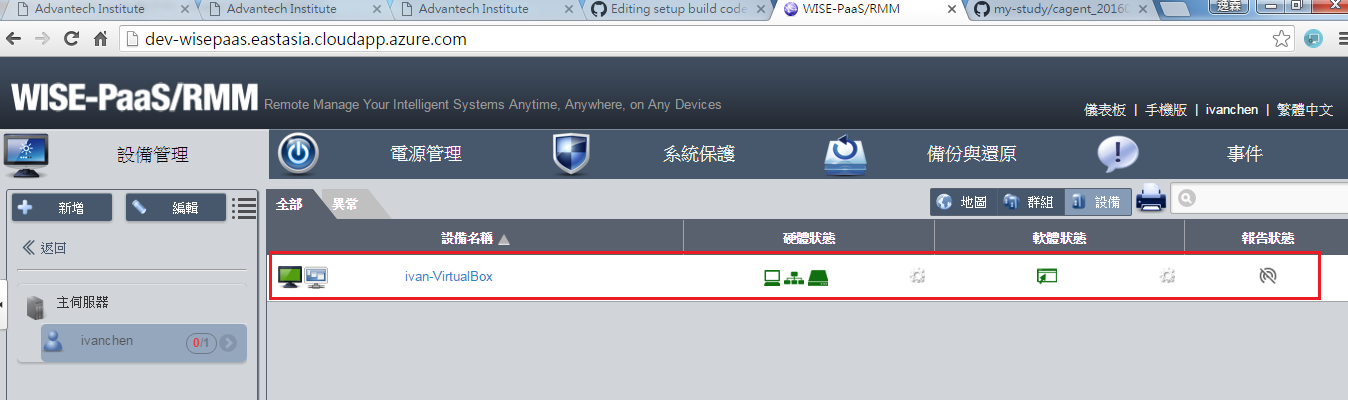 Advantech Institute
Advantech Institute
Advantech Institute
Editing setup build code
WISE-PaaS/RMM
my-study/cagent_2016
逸森
dev-wisepaas.eastasia.cloudapp.azure.com
WISE-PaaS/RMM Remote Manage Your Intelligent Systems Anytime, Anywhere, on Any Devices
儀表板 | 手機版 | ivanchen | 繁體中文
設備管理 電源管理 系統保護 備份與還原 事件
新增 編輯
全部 異常
地圖 群組 設備
返回
設備名稱 硬體狀態 軟體狀態 報告狀態
ivan-VirtualBox
主伺服器
ivanchen 0/1